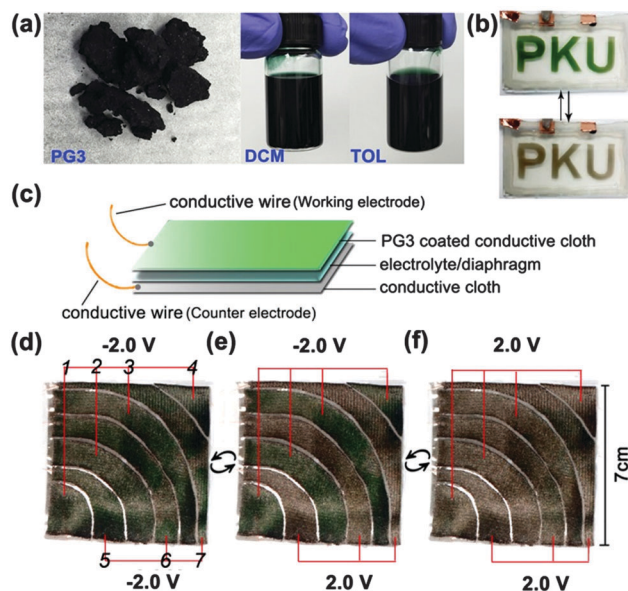 (a)
PG3
DCM
TOL
(b)
PKU
PKU
(c)
conductive wire (Working electrode)
PG3 coated conductive cloth
electrolyte/diaphragm
conductive cloth
conductive wire (Counter electrode)
(d)
-2.0 V
1 2 3 4
5 6 7
-2.0 V
(e)
-2.0 V
2.0 V
(f)
2.0 V
2.0 V
7cm